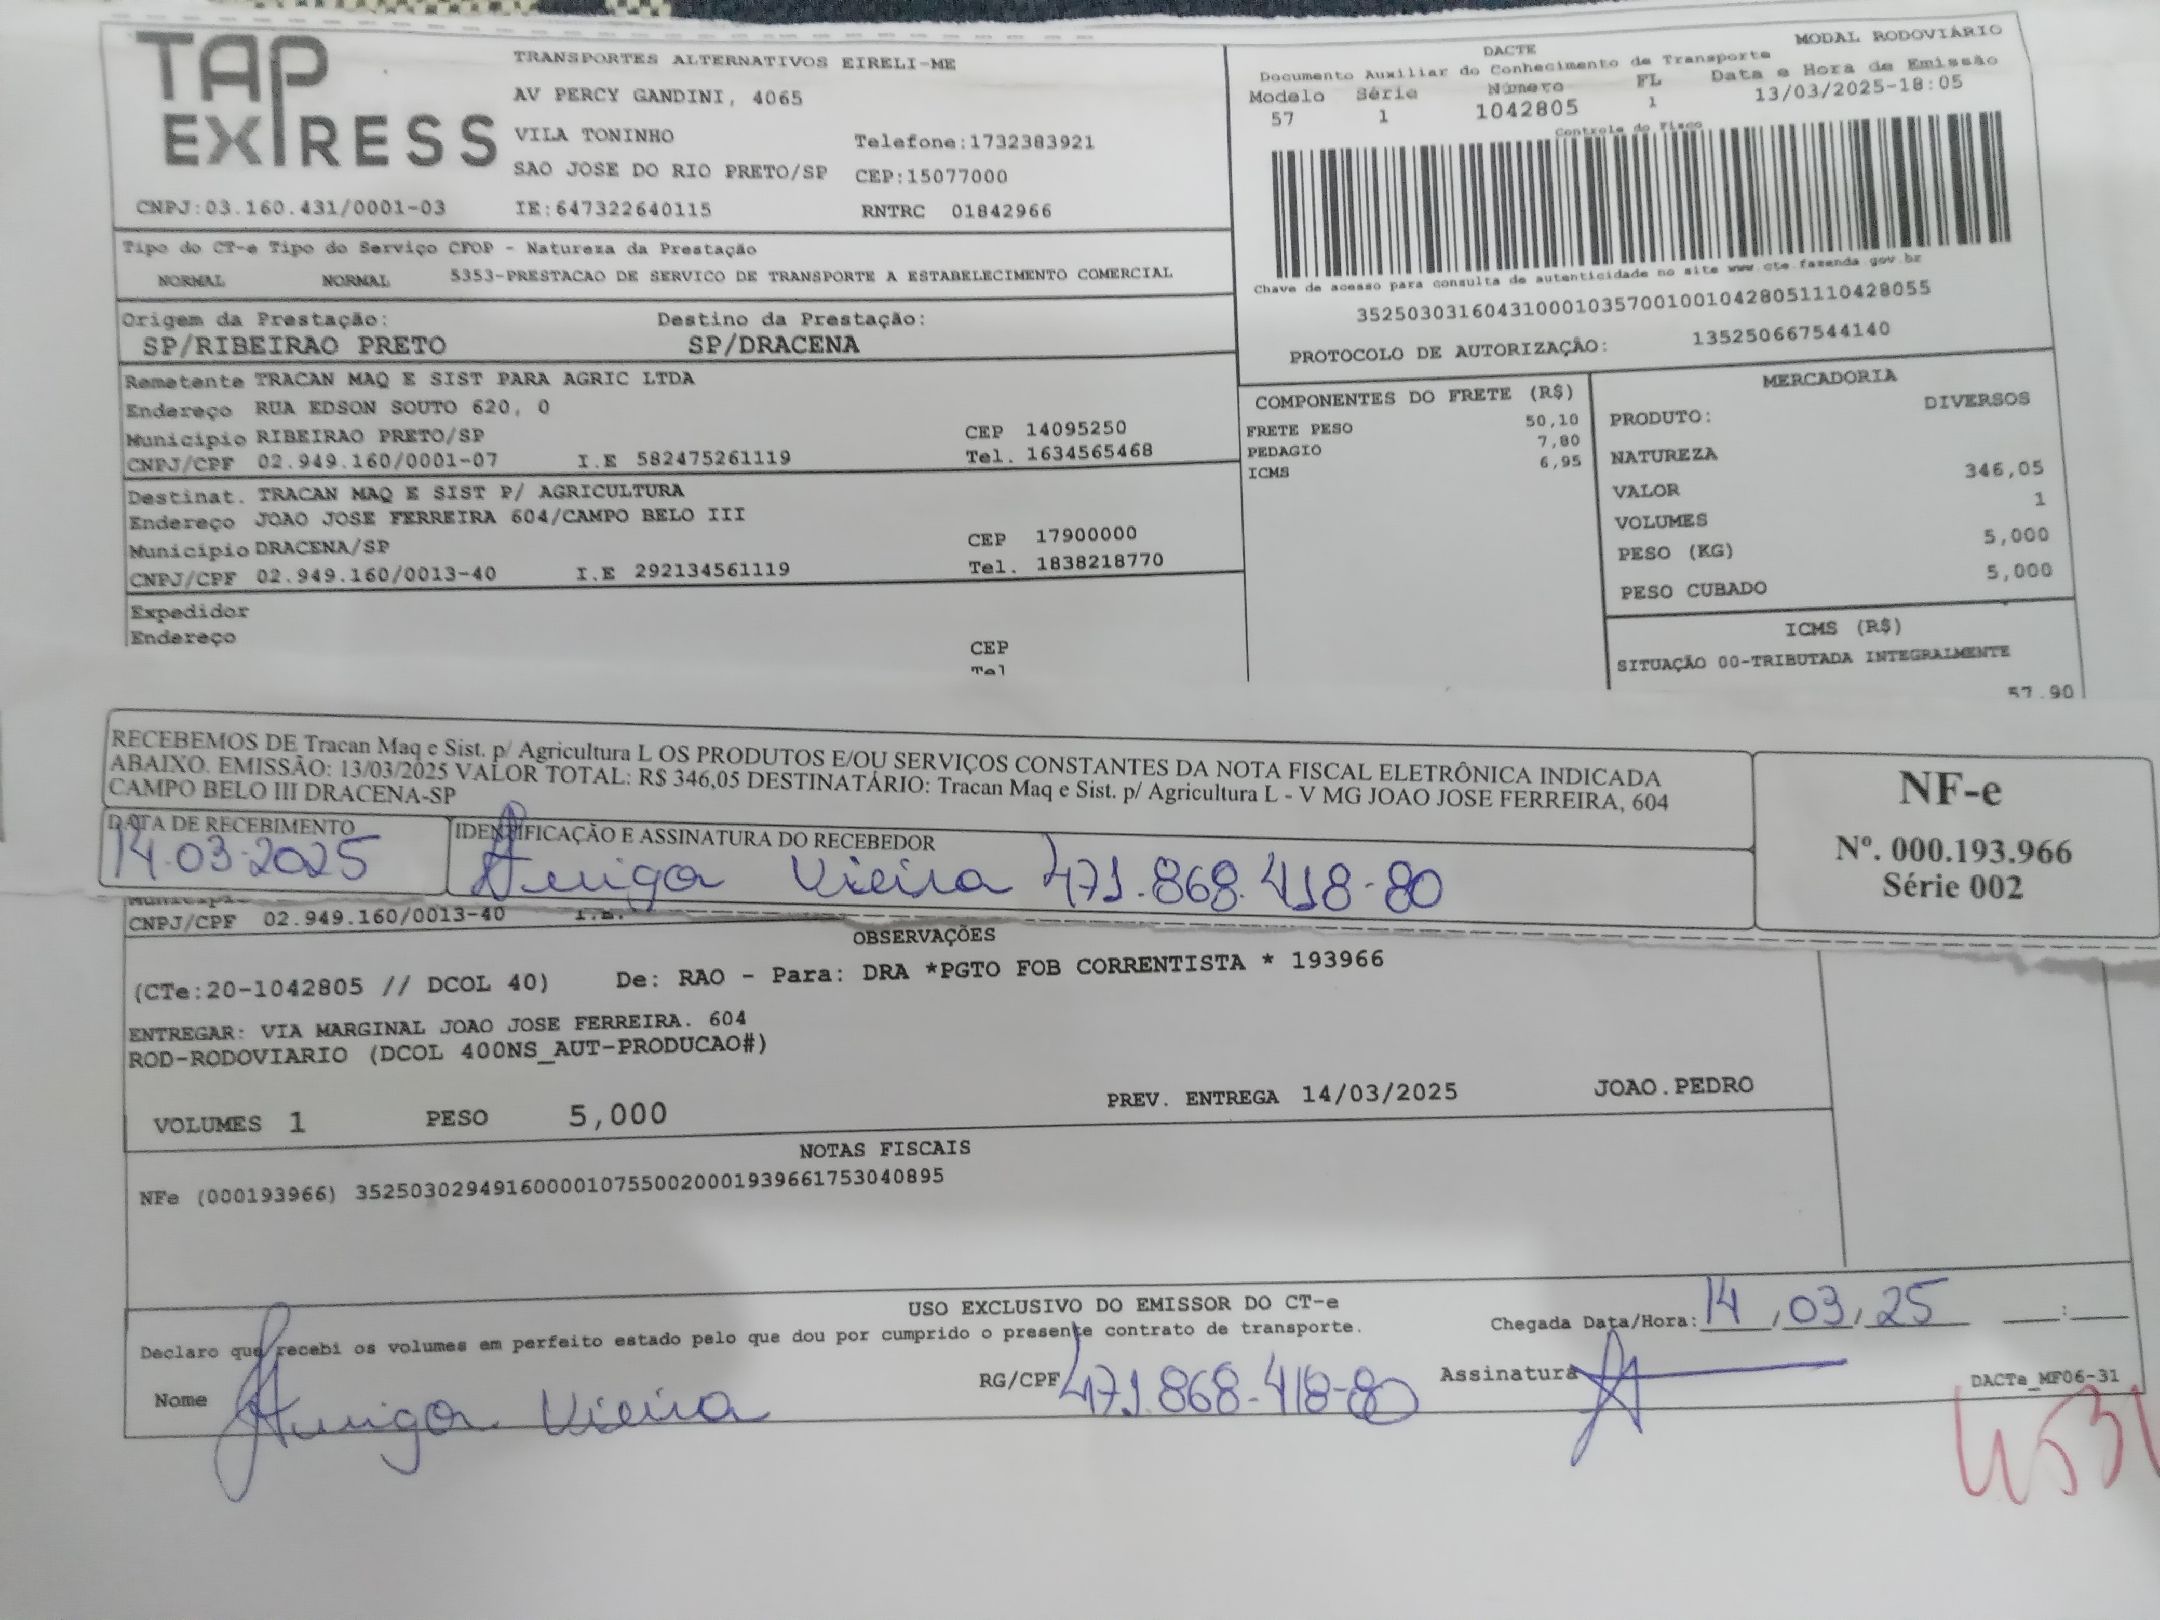 TAP EXPRESS
TRANSPORTES ALTERNATIVOS EIRELI-ME
AV PERCY GANDINI, 4065
VILA TONINHO Telefone:1732383921
SAO JOSE DO RIO PRETO/SP CEP:15077000
CNPJ:03.160.431/0001-03 IE:647322640115 RNTRC 01842966
DACTE MODAL RODOVIÁRIO
Documento Auxiliar do Conhecimento de Transporte
Modelo Série Número FL Data e Hora de Emissão
57 1 1042805 1 13/03/2025-18:05
Controle do Fisco
Chave de acesso para consulta de autenticidade no site www.cte.fazenda gov.br
35250303160431000103570010010428051110428055
PROTOCOLO DE AUTORIZAÇÃO: 135250667544140
Tipo do CT-e Tipo do Serviço CFOP - Natureza da Prestação
NORMAL NORMAL 5353-PRESTACAO DE SERVICO DE TRANSPORTE A ESTABELECIMENTO COMERCIAL
Origem da Prestação: Destino da Prestação:
SP/RIBEIRAO PRETO SP/DRACENA
Remetente TRACAN MAQ E SIST PARA AGRIC LTDA
Endereço RUA EDSON SOUTO 620, 0
Municipio RIBEIRAO PRETO/SP CEP 14095250
CNPJ/CPF 02.949.160/0001-07 I.E 582475261119 Tel. 1634565468
Destinat. TRACAN MAQ E SIST P/ AGRICULTURA
Endereço JOAO JOSE FERREIRA 604/CAMPO BELO III
Municipio DRACENA/SP CEP 17900000
CNPJ/CPF 02.949.160/0013-40 I.E 292134561119 Tel. 1838218770
Expedidor
Endereço
CEP
Tel
COMPONENTES DO FRETE (R$)
FRETE PESO 50,10
PEDAGIO 7,80
ICMS 6,95
MERCADORIA
PRODUTO: DIVERSOS
NATUREZA
VALOR 346,05
VOLUMES 1
PESO (KG) 5,000
PESO CUBADO 5,000
ICMS (R$)
SITUAÇÃO 00-TRIBUTADA INTEGRALMENTE
57.90
RECEBEMOS DE Tracan Maq e Sist. p/ Agricultura L OS PRODUTOS E/OU SERVIÇOS CONSTANTES DA NOTA FISCAL ELETRÔNICA INDICADA
ABAIXO. EMISSÃO: 13/03/2025 VALOR TOTAL: R$ 346,05 DESTINATÁRIO: Tracan Maq e Sist. p/ Agricultura L - V MG JOAO JOSE FERREIRA, 604
CAMPO BELO III DRACENA-SP
DATA DE RECEBIMENTO IDENTIFICAÇÃO E ASSINATURA DO RECEBEDOR
14.03.2025 Vieira 471.868.418-80
NF-e
Nº. 000.193.966
Série 002
CNPJ/CPF 02.949.160/0013-40 I.E.
OBSERVAÇÕES
(CTe:20-1042805 // DCOL 40) De: RAO - Para: DRA *PGTO FOB CORRENTISTA * 193966
ENTREGAR: VIA MARGINAL JOAO JOSE FERREIRA. 604
ROD-RODOVIARIO (DCOL 400NS_AUT-PRODUCAO#)
VOLUMES 1 PESO 5,000 PREV. ENTREGA 14/03/2025 JOAO.PEDRO
NOTAS FISCAIS
NFe (000193966) 35250302949160000107550020001939661753040895
USO EXCLUSIVO DO EMISSOR DO CT-e
Declaro que recebi os volumes em perfeito estado pelo que dou por cumprido o presente contrato de transporte.
Chegada Data/Hora: 14,03,25 :
Nome Vieira RG/CPF 471.868.418-80 Assinatura
DACTe_MF06-31